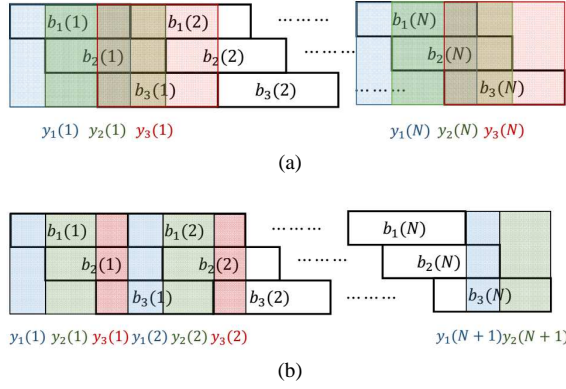 b₁(1) b₁(2) ……… b₁(N)
b₂(1) b₂(2) ……… b₂(N)
b₃(1) b₃(2) ……… b₃(N)
y₁(1) y₂(1) y₃(1) y₁(N) y₂(N) y₃(N)
(a)
b₁(1) b₁(2) ……… b₁(N)
b₂(1) b₂(2) ……… b₂(N)
b₃(1) b₃(2) ……… b₃(N)
y₁(1) y₂(1) y₃(1) y₁(2) y₂(2) y₃(2) y₁(N + 1) y₂(N + 1)
(b)